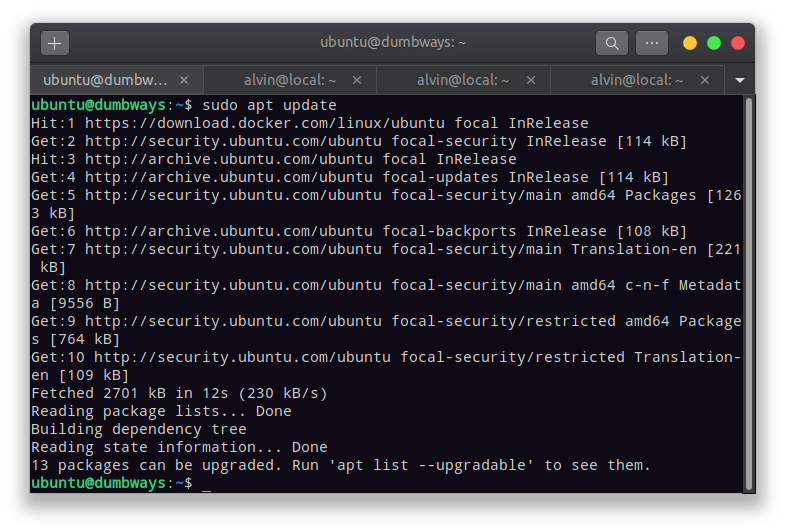 ubuntu@dumbways: ~
ubuntu@dumbw... ×
alvin@local: ~ ×
alvin@local: ~ ×
alvin@local: ~ ×
ubuntu@dumbways:~$ sudo apt update
Hit:1 https://download.docker.com/linux/ubuntu focal InRelease
Get:2 http://security.ubuntu.com/ubuntu focal-security InRelease [114 kB]
Hit:3 http://archive.ubuntu.com/ubuntu focal InRelease
Get:4 http://archive.ubuntu.com/ubuntu focal-updates InRelease [114 kB]
Get:5 http://security.ubuntu.com/ubuntu focal-security/main amd64 Packages [126
3 kB]
Get:6 http://archive.ubuntu.com/ubuntu focal-backports InRelease [108 kB]
Get:7 http://security.ubuntu.com/ubuntu focal-security/main Translation-en [221
 kB]
Get:8 http://security.ubuntu.com/ubuntu focal-security/main amd64 c-n-f Metadat
a [9556 B]
Get:9 http://security.ubuntu.com/ubuntu focal-security/restricted amd64 Package
s [764 kB]
Get:10 http://security.ubuntu.com/ubuntu focal-security/restricted Translation-
en [109 kB]
Fetched 2701 kB in 12s (230 kB/s)
Reading package lists... Done
Building dependency tree
Reading state information... Done
13 packages can be upgraded. Run 'apt list --upgradable' to see them.
ubuntu@dumbways:~$ _